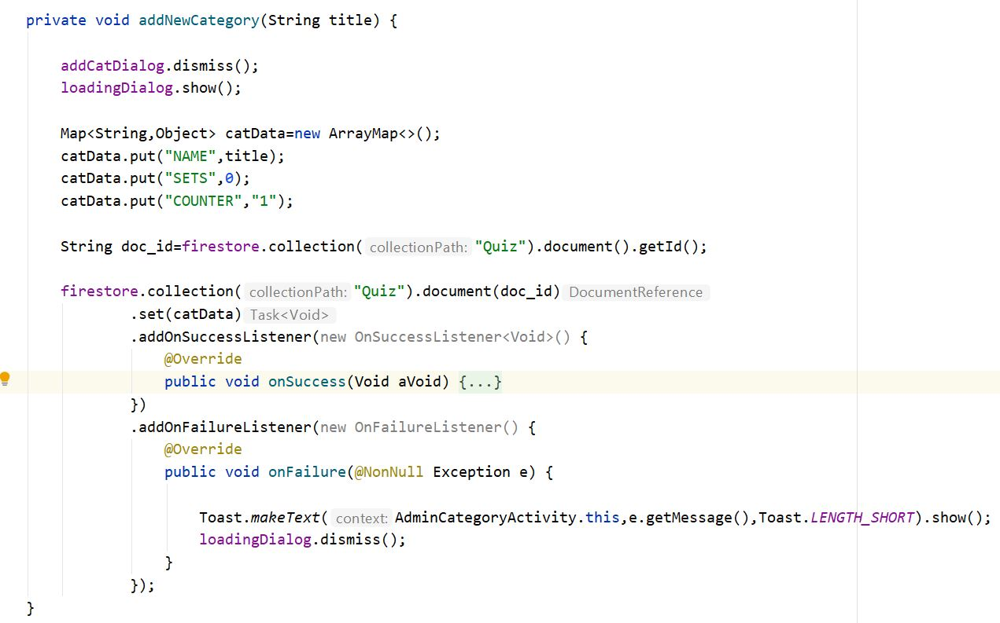 private void addNewCategory(String title) {
addCatDialog.dismiss();
loadingDialog.show();
Map<String,Object> catData=new ArrayMap<>();
catData.put("NAME",title);
catData.put("SETS",0);
catData.put("COUNTER","1");
String doc_id=firestore.collection( collectionPath: "Quiz").document().getId();
firestore.collection( collectionPath: "Quiz").document(doc_id) DocumentReference
.set(catData) Task<Void>
.addOnSuccessListener(new OnSuccessListener<Void>() {
@Override
public void onSuccess(Void aVoid) {...}
})
.addOnFailureListener(new OnFailureListener() {
@Override
public void onFailure(@NonNull Exception e) {
Toast.makeText( context: AdminCategoryActivity.this,e.getMessage(),Toast.LENGTH_SHORT).show();
loadingDialog.dismiss();
}
});
}